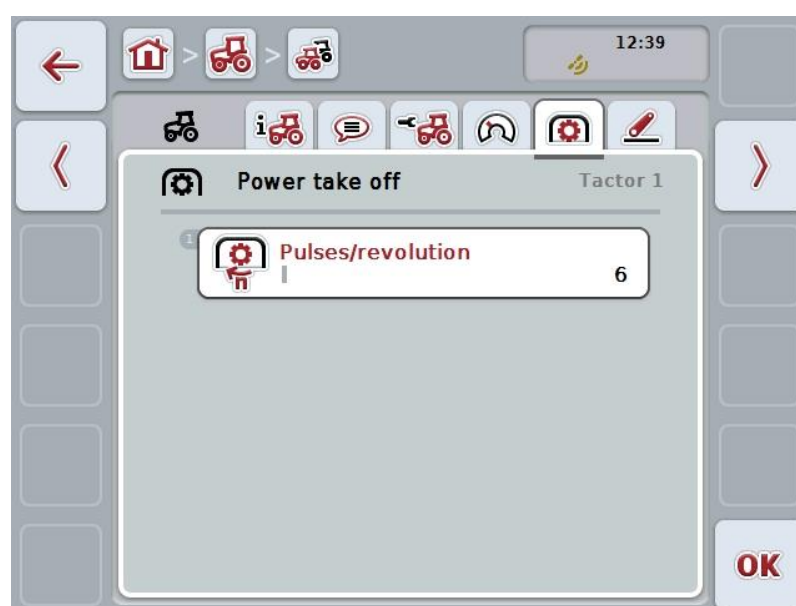 12:39
Power take off
Tactor 1
1
Pulses/revolution
6
OK